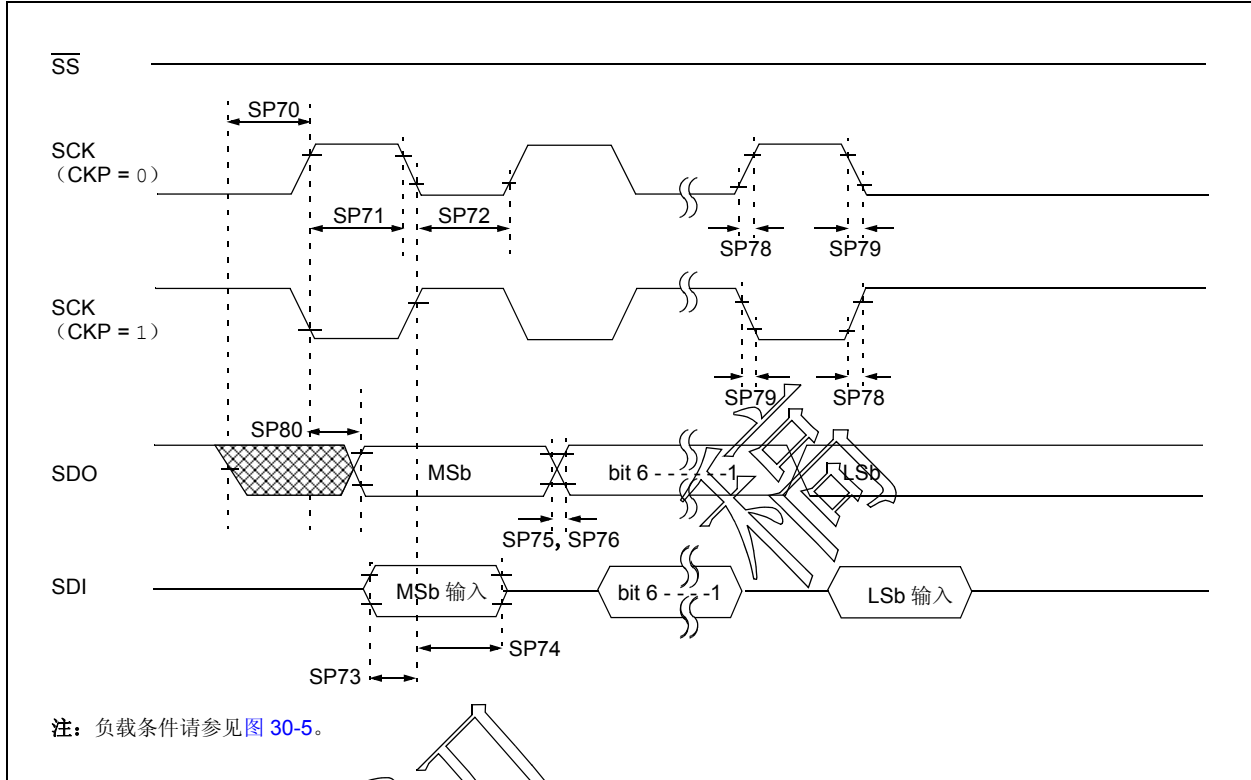 SS
SP70
SCK
（CKP = 0）
SP71
SP72
SP78
SP79
SCK
（CKP = 1）
SP79
SP78
SP80
SDO
MSb
bit 6 - - - - - -1
LSb
SP75, SP76
SDI
MSb 输入
bit 6 - - - - -1
LSb 输入
SP74
SP73
注：负载条件请参见图 30-5。